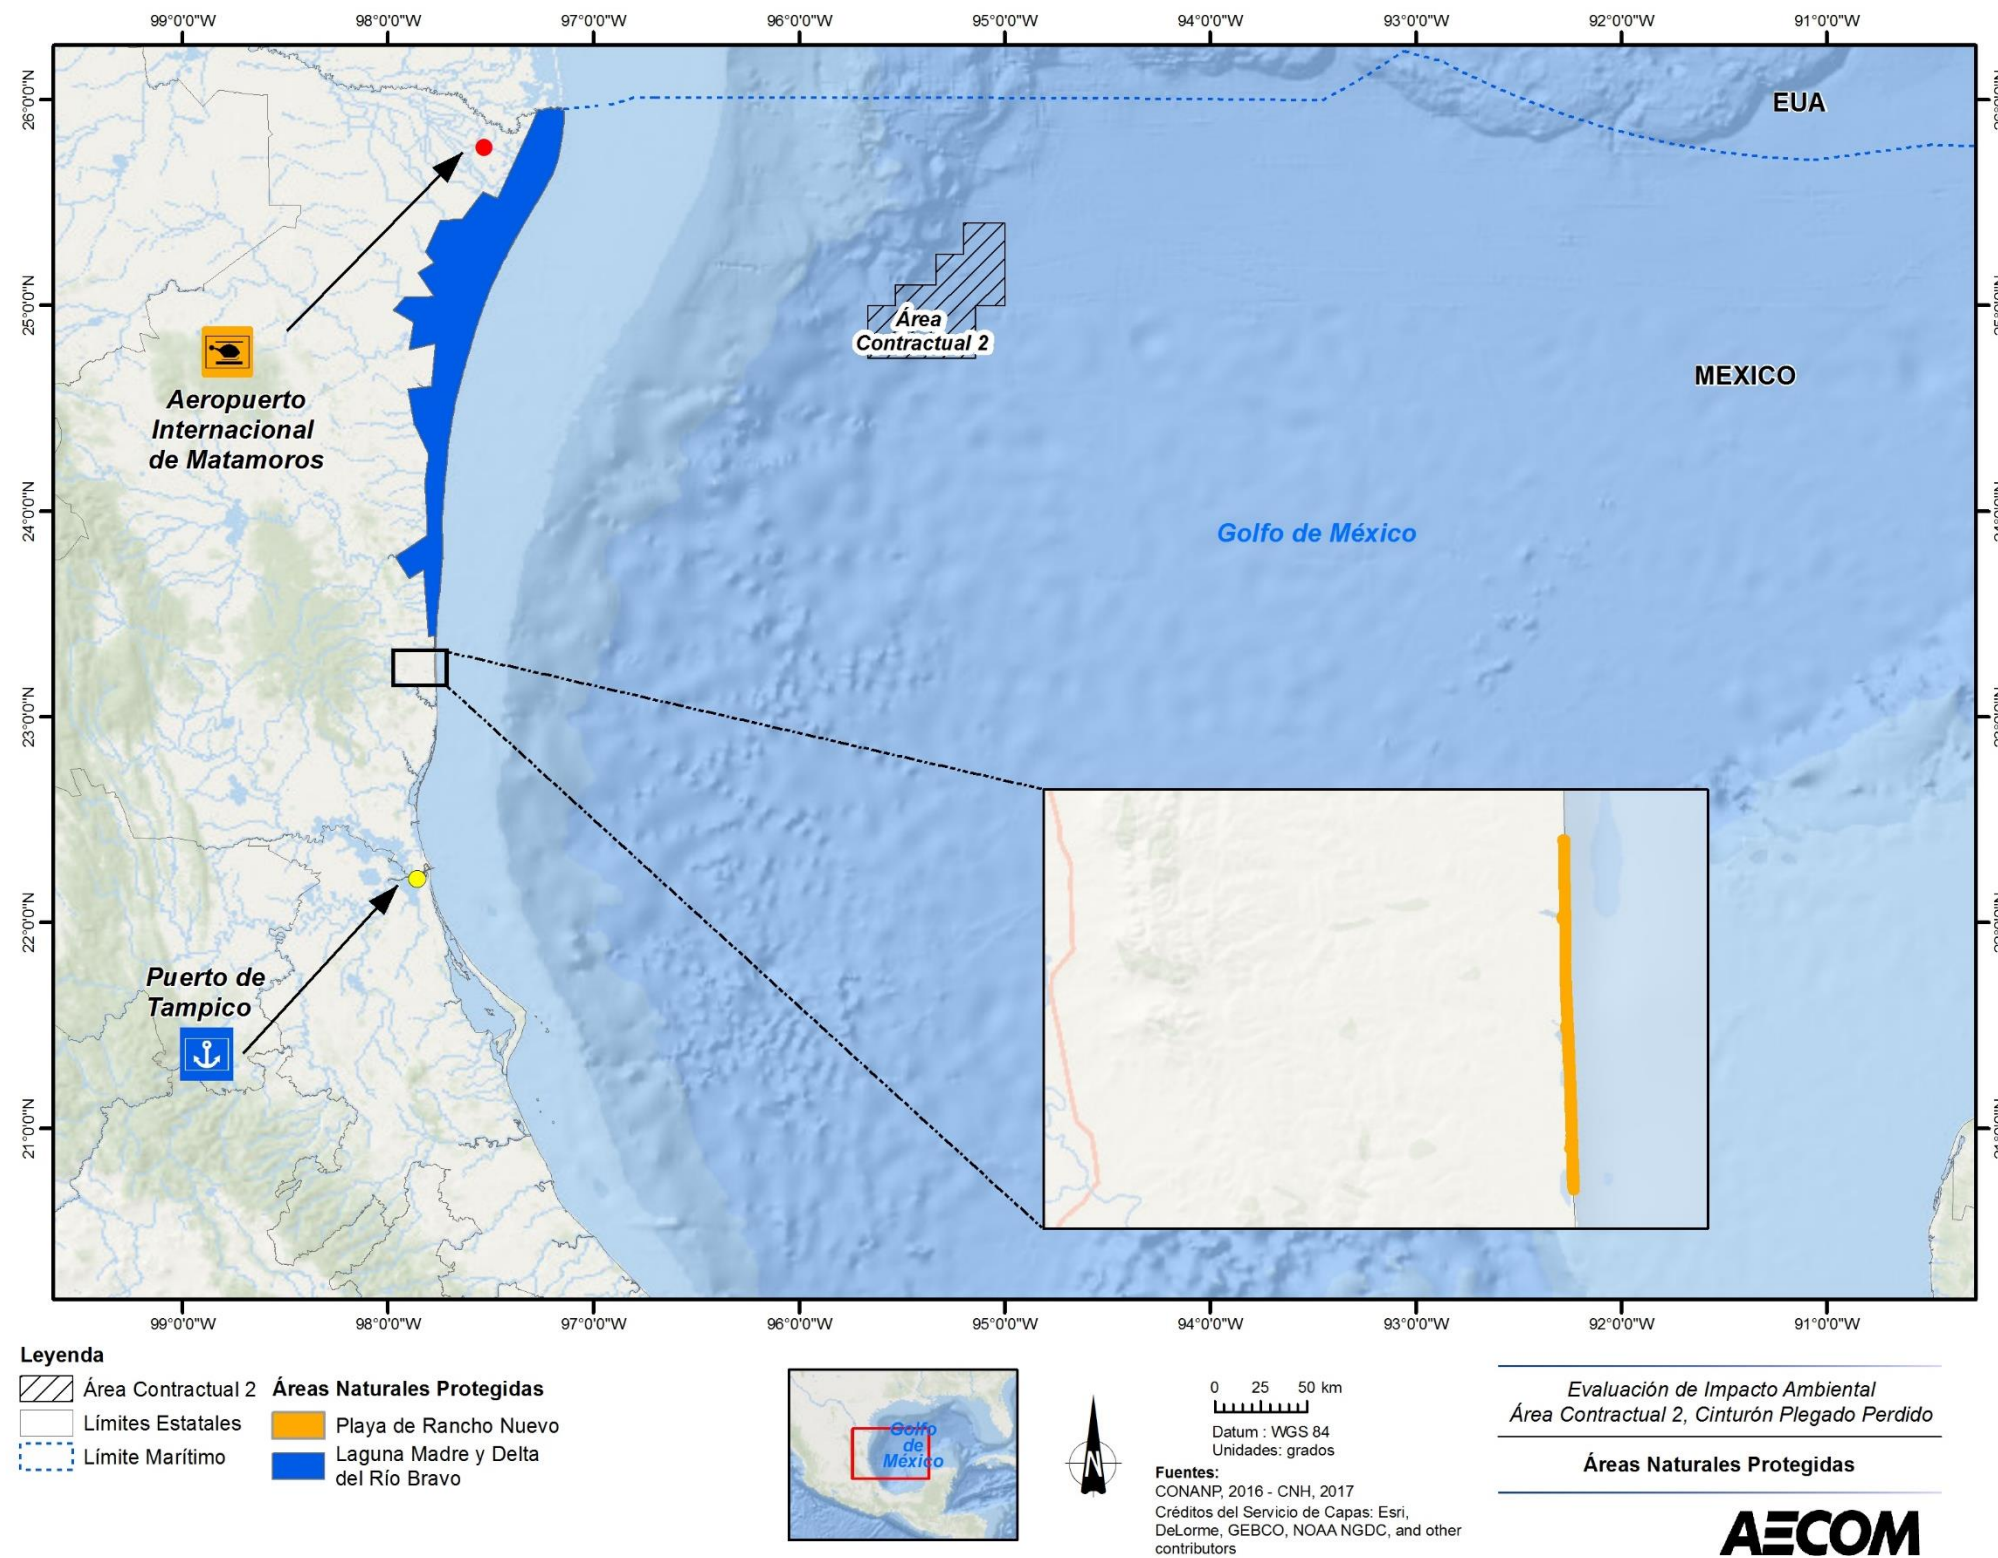 99°0'0"W 98°0'0"W 97°0'0"W 96°0'0"W 95°0'0"W 94°0'0"W 93°0'0"W 92°0'0"W 91°0'0"W
26°0'0"N
25°0'0"N
24°0'0"N
23°0'0"N
22°0'0"N
21°0'0"N
EUA
Área
Contractual 2
MEXICO
Aeropuerto
Internacional
de Matamoros
Golfo de México
Puerto de
Tampico
99°0'0"W 98°0'0"W 97°0'0"W 96°0'0"W 95°0'0"W 94°0'0"W 93°0'0"W 92°0'0"W 91°0'0"W
Leyenda
Área Contractual 2
Límites Estatales
Límite Marítimo
Áreas Naturales Protegidas
Playa de Rancho Nuevo
Laguna Madre y Delta
del Río Bravo
Golfo
de
México
N
0 25 50 km
Datum : WGS 84
Unidades: grados
Fuentes:
CONANP, 2016 - CNH, 2017
Créditos del Servicio de Capas: Esri,
DeLorme, GEBCO, NOAA NGDC, and other
contributors
Evaluación de Impacto Ambiental
Área Contractual 2, Cinturón Plegado Perdido
Áreas Naturales Protegidas
AECOM